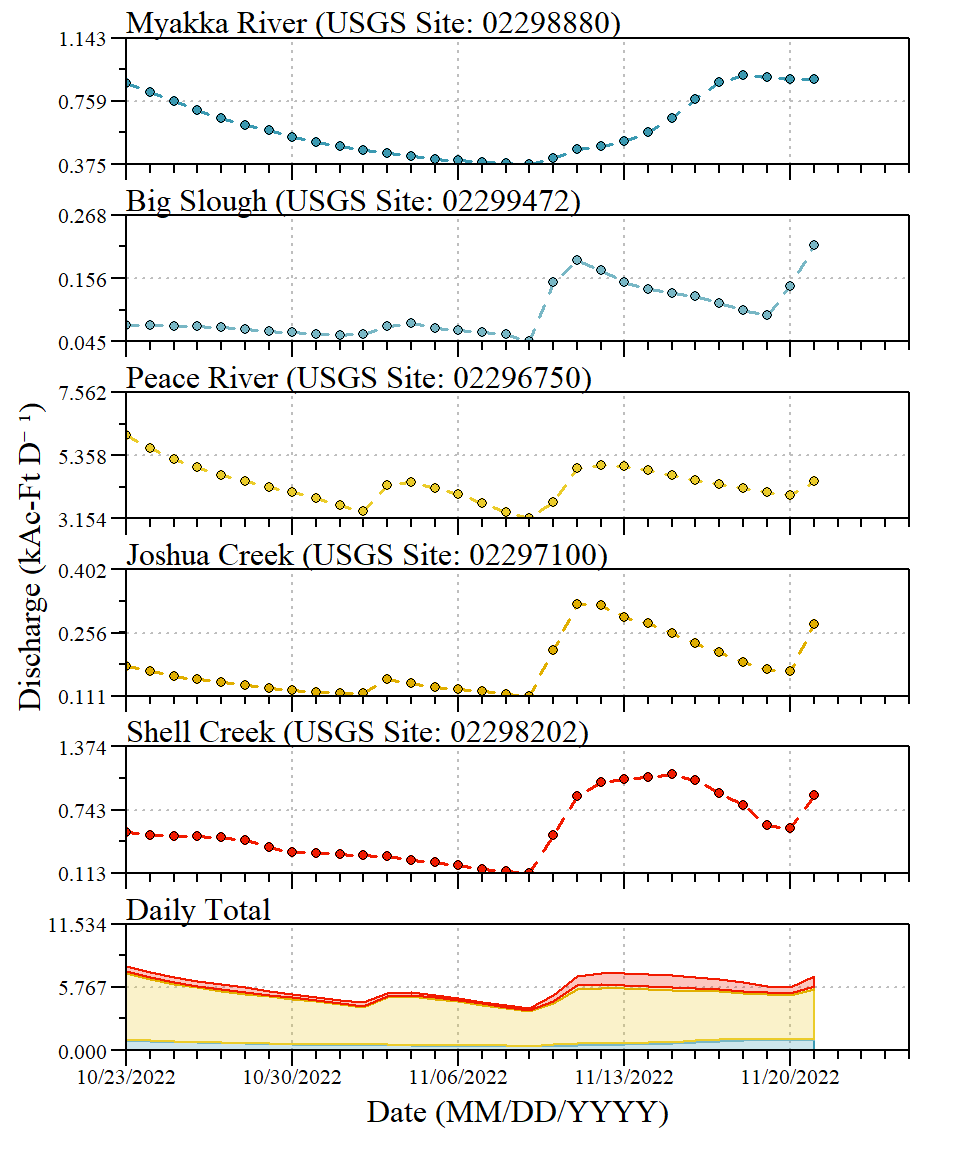 Myakka River (USGS Site: 02298880)
1.143
0.759
0.375
Big Slough (USGS Site: 02299472)
0.268
0.156
0.045
Peace River (USGS Site: 02296750)
7.562
5.358
3.154
Joshua Creek (USGS Site: 02297100)
0.402
0.256
0.111
Shell Creek (USGS Site: 02298202)
1.374
0.743
0.113
Daily Total
11.534
5.767
0.000
Discharge (kAc-Ft D⁻¹)
10/23/2022 10/30/2022 11/06/2022 11/13/2022 11/20/2022
Date (MM/DD/YYYY)